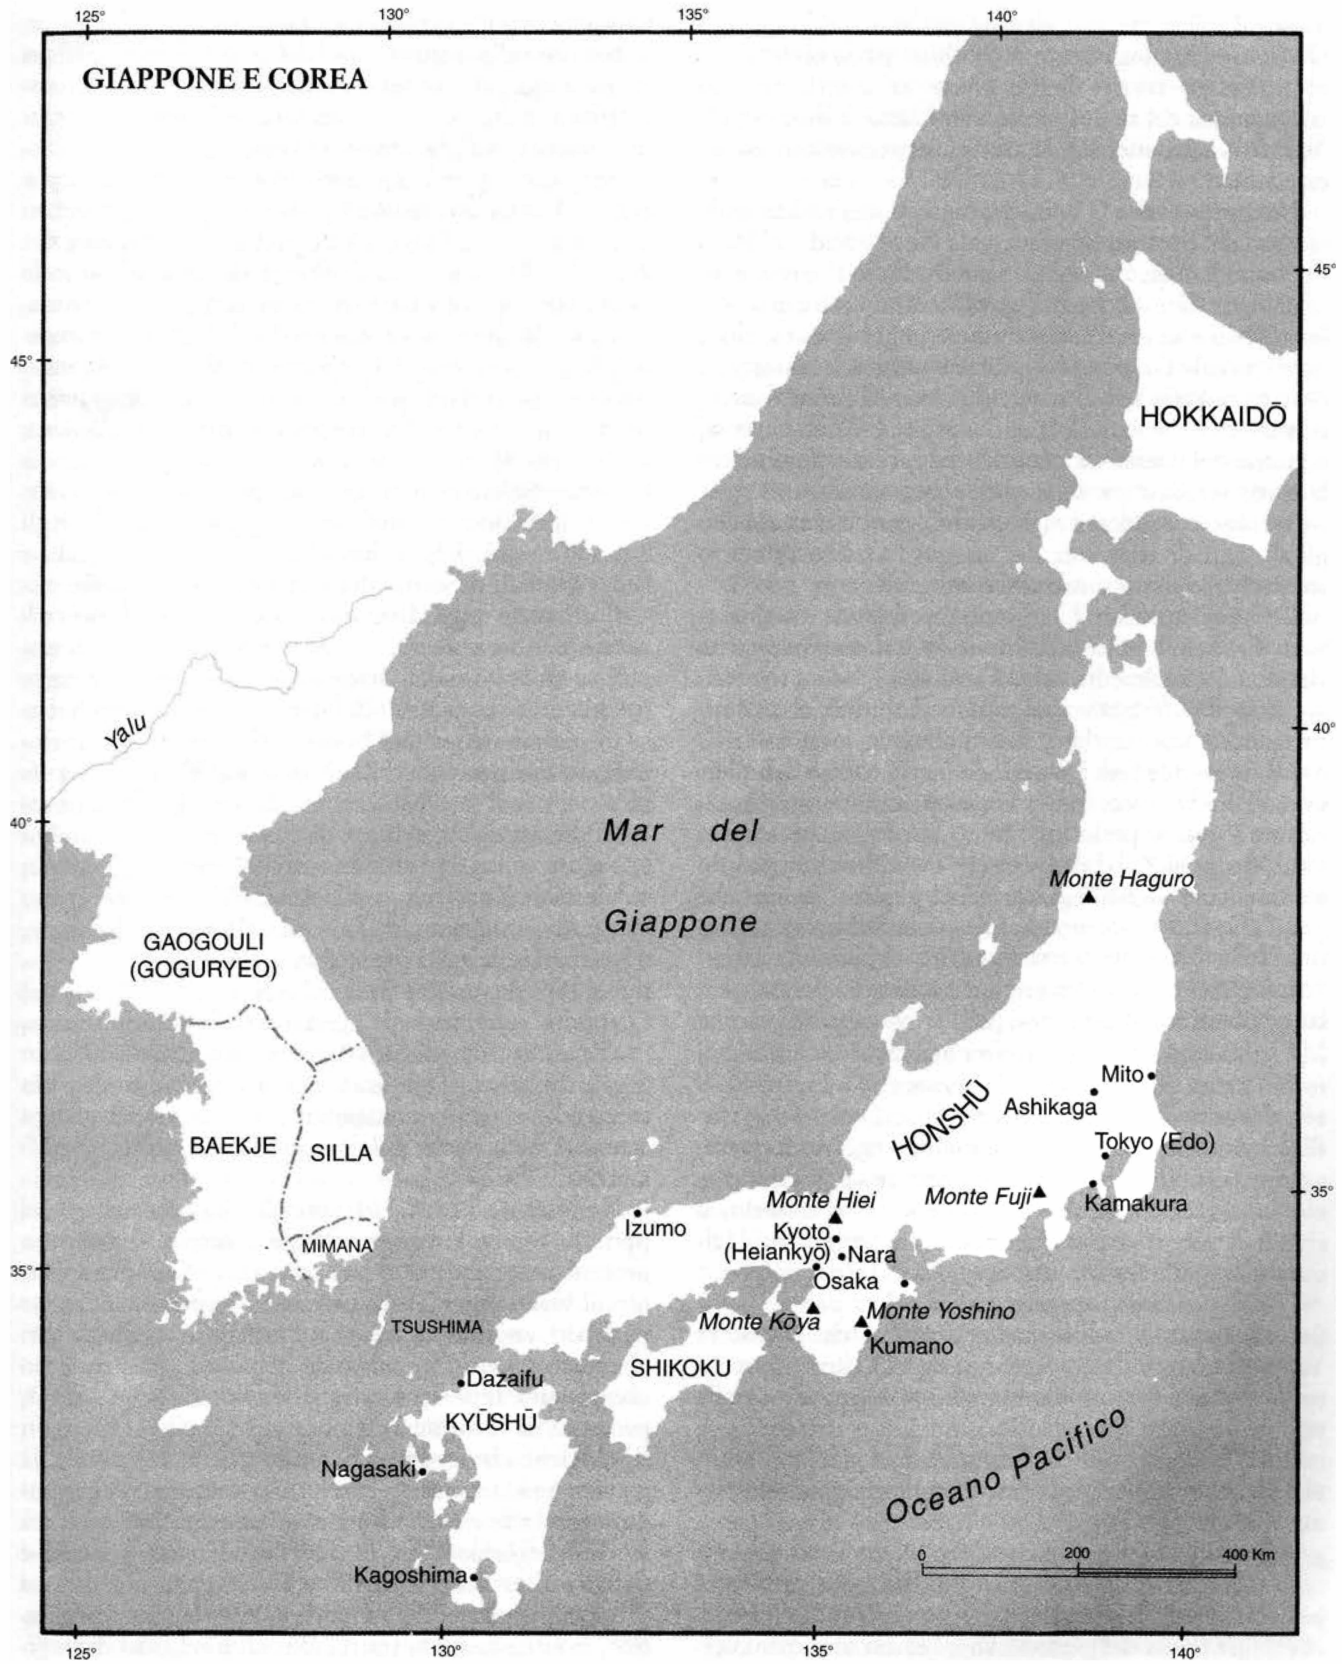 125° 130° 135° 140°
GIAPPONE E COREA
45°
45°
HOKKAIDŌ
Yalu
40°
40°
Mar del
Giappone
Monte Haguro
GAOGOULI
(GOGURYEO)
Mito
HONSHŪ
Ashikaga
BAEKJE
SILLA
Tokyo (Edo)
Monte Hiei
Monte Fuji
35°
Kamakura
Izumo
Kyoto
(Heiankyō)
Nara
MIMANA
35°
Osaka
Monte Kōya
Monte Yoshino
TSUSHIMA
Kumano
SHIKOKU
Dazaifu
KYŪSHŪ
Nagasaki
Oceano Pacifico
0 200 400 Km
Kagoshima
125° 130° 135° 140°